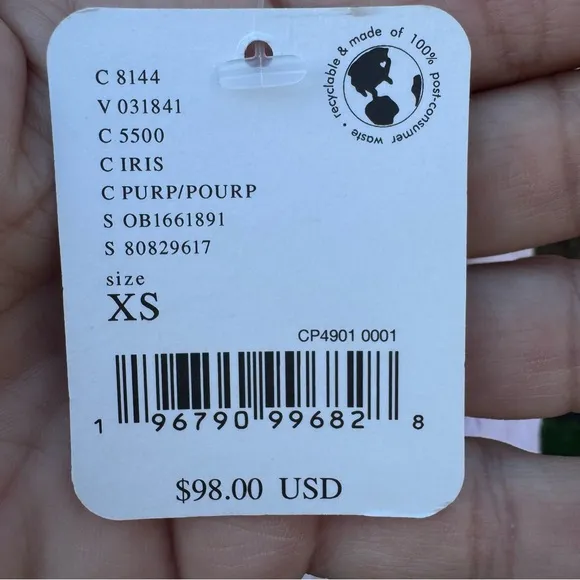 recyclable & made of 100% post-consumer waste •
C 8144
V 031841
C 5500
C IRIS
C PURP/POURP
S OB1661891
S 80829617
size
XS
CP4901 0001
1 96790 99682 8
$98.00 USD